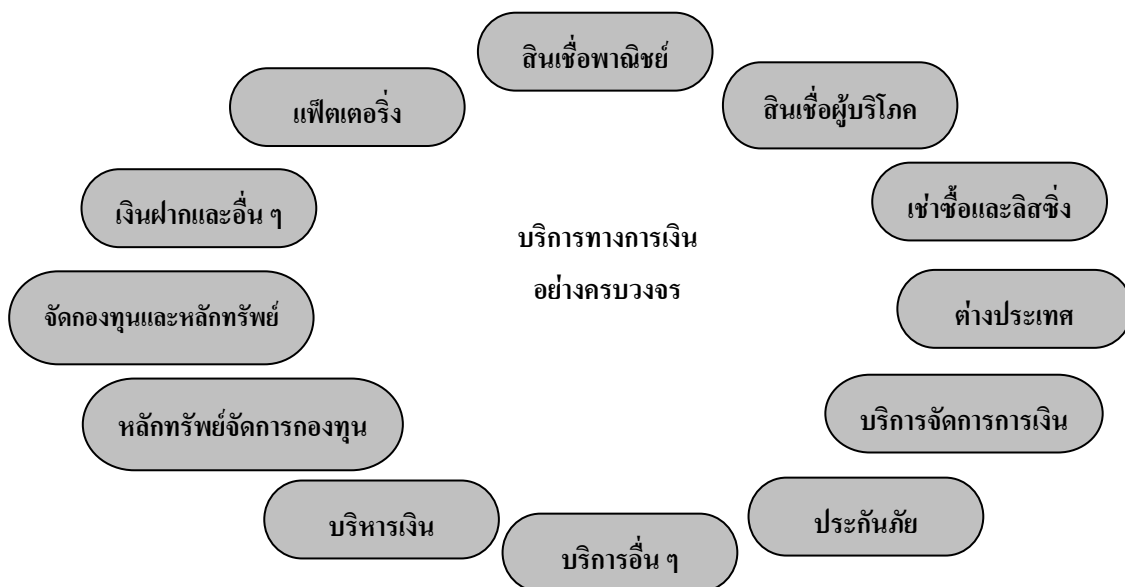 สินเชื่อพาณิชย์
แฟ็ตเตอริ่ง
สินเชื่อผู้บริโภค
เงินฝากและอื่น ๆ
เช่าซื้อและลิสซิ่ง
บริการทางการเงิน
อย่างครบวงจร
จัดกองทุนและหลักทรัพย์
ต่างประเทศ
หลักทรัพย์จัดการกองทุน
บริการจัดการการเงิน
บริหารเงิน
ประกันภัย
บริการอื่น ๆ